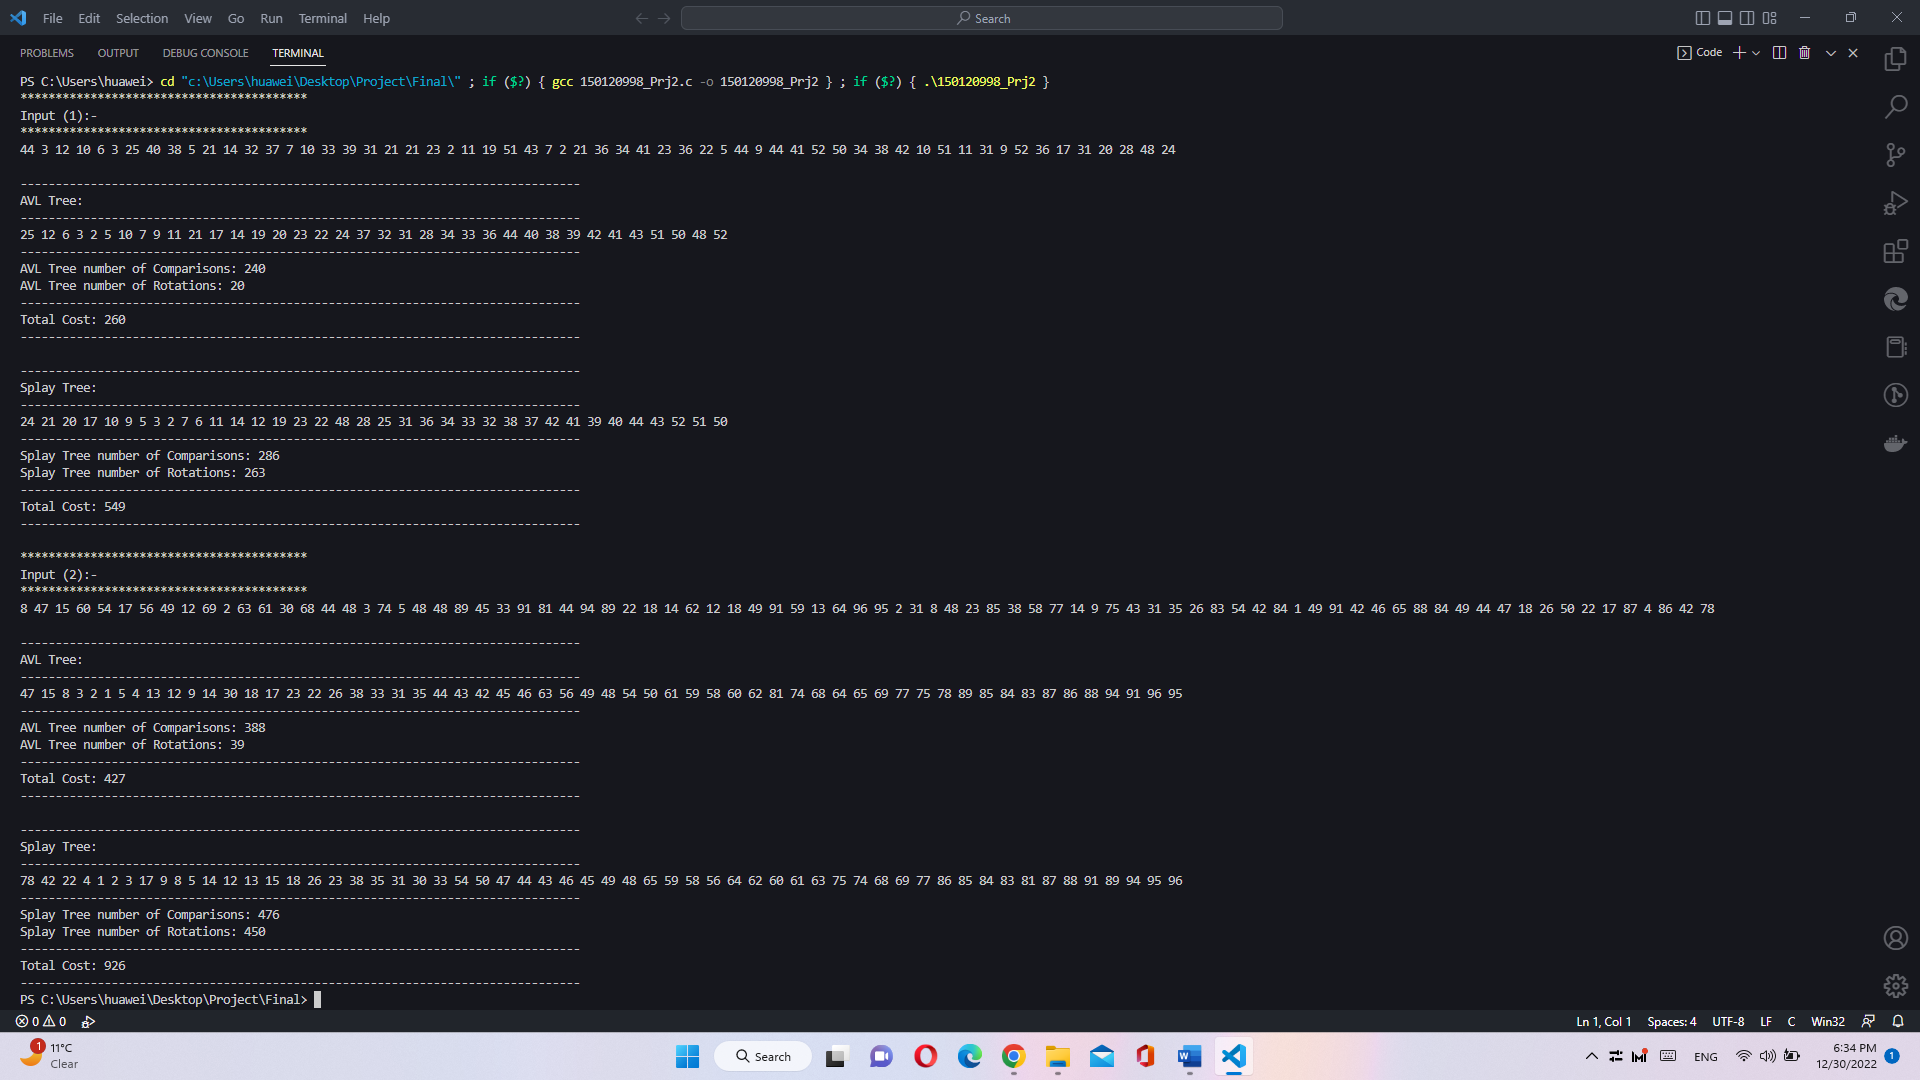 File Edit Selection View Go Run Terminal Help
Search
PROBLEMS OUTPUT DEBUG CONSOLE TERMINAL
Code
PS C:\Users\huawei> cd "c:\Users\huawei\Desktop\Project\Final\" ; if ($?) { gcc 150120998_Prj2.c -o 150120998_Prj2 } ; if ($?) { .\150120998_Prj2 }
*****************************************
Input (1):-
*****************************************
44 3 12 10 6 3 25 40 38 5 21 14 32 37 7 10 33 39 31 21 21 23 2 11 19 51 43 7 2 21 36 34 41 23 36 22 5 44 9 44 41 52 50 34 38 42 10 51 11 31 9 52 36 17 31 20 28 48 24
--------------------------------------------------------------------------------
AVL Tree:
--------------------------------------------------------------------------------
25 12 6 3 2 5 10 7 9 11 21 17 14 19 20 23 22 24 37 32 31 28 34 33 36 44 40 38 39 42 41 43 51 50 48 52
--------------------------------------------------------------------------------
AVL Tree number of Comparisons: 240
AVL Tree number of Rotations: 20
--------------------------------------------------------------------------------
Total Cost: 260
--------------------------------------------------------------------------------
--------------------------------------------------------------------------------
Splay Tree:
--------------------------------------------------------------------------------
24 21 20 17 10 9 5 3 2 7 6 11 14 12 19 23 22 48 28 25 31 36 34 33 32 38 37 42 41 39 40 44 43 52 51 50
--------------------------------------------------------------------------------
Splay Tree number of Comparisons: 286
Splay Tree number of Rotations: 263
--------------------------------------------------------------------------------
Total Cost: 549
--------------------------------------------------------------------------------
*****************************************
Input (2):-
*****************************************
8 47 15 60 54 17 56 49 12 69 2 63 61 30 68 44 48 3 74 5 48 48 89 45 33 91 81 44 94 89 22 18 14 62 12 18 49 91 59 13 64 96 95 2 31 8 48 23 85 38 58 77 14 9 75 43 31 35 26 83 54 42 84 1 49 91 42 46 65 88 84 49 44 47 18 26 50 22 17 87 4 86 42 78
--------------------------------------------------------------------------------
AVL Tree:
--------------------------------------------------------------------------------
47 15 8 3 2 1 5 4 13 12 9 14 30 18 17 23 22 26 38 33 31 35 44 43 42 45 46 63 56 49 48 54 50 61 59 58 60 62 81 74 68 64 65 69 77 75 78 89 85 84 83 87 86 88 94 91 96 95
--------------------------------------------------------------------------------
AVL Tree number of Comparisons: 388
AVL Tree number of Rotations: 39
--------------------------------------------------------------------------------
Total Cost: 427
--------------------------------------------------------------------------------
--------------------------------------------------------------------------------
Splay Tree:
--------------------------------------------------------------------------------
78 42 22 4 1 2 3 17 9 8 5 14 12 13 15 18 26 23 38 35 31 30 33 54 50 47 44 43 46 45 49 48 65 59 58 56 64 62 60 61 63 75 74 68 69 77 86 85 84 83 81 87 88 91 89 94 95 96
--------------------------------------------------------------------------------
Splay Tree number of Comparisons: 476
Splay Tree number of Rotations: 450
--------------------------------------------------------------------------------
Total Cost: 926
--------------------------------------------------------------------------------
PS C:\Users\huawei\Desktop\Project\Final>
0 0 Ln 1, Col 1 Spaces: 4 UTF-8 LF C Win32
1 11°C
Clear
Search
ENG
6:34 PM
12/30/2022
1